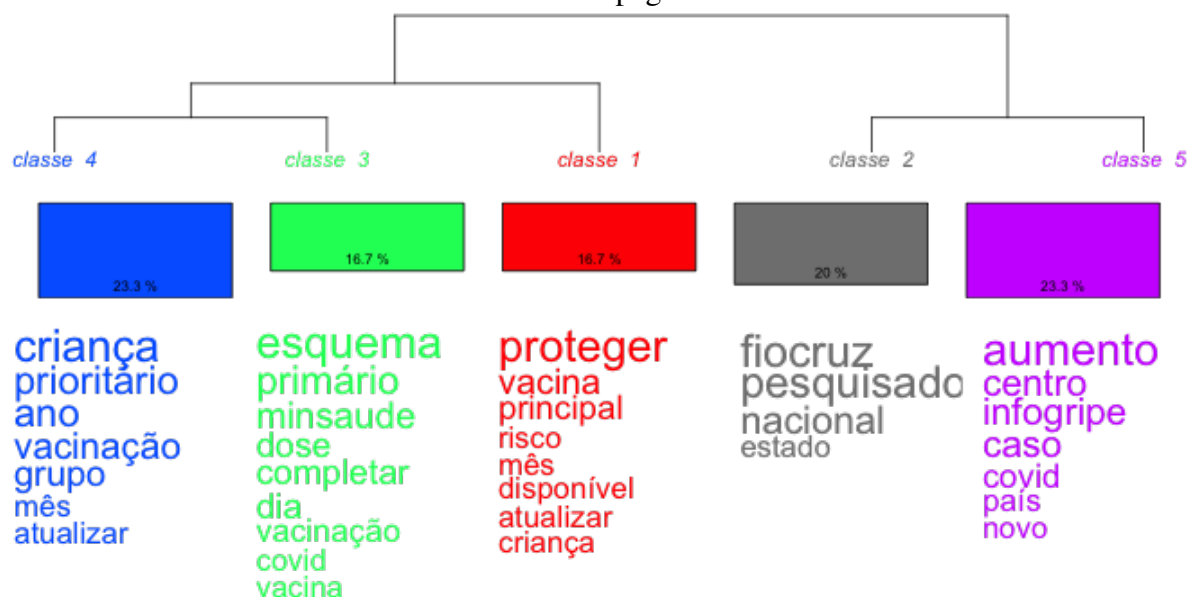 classe 4
classe 3
classe 1
classe 2
classe 5
23.3 %
16.7 %
16.7 %
20 %
23.3 %
criança
prioritário
ano
vacinação
grupo
mês
atualizar
esquema
primário
minsaude
dose
completar
dia
vacinação
covid
vacina
proteger
vacina
principal
risco
mês
disponível
atualizar
criança
fiocruz
pesquisado
nacional
estado
aumento
centro
infogripe
caso
covid
país
novo